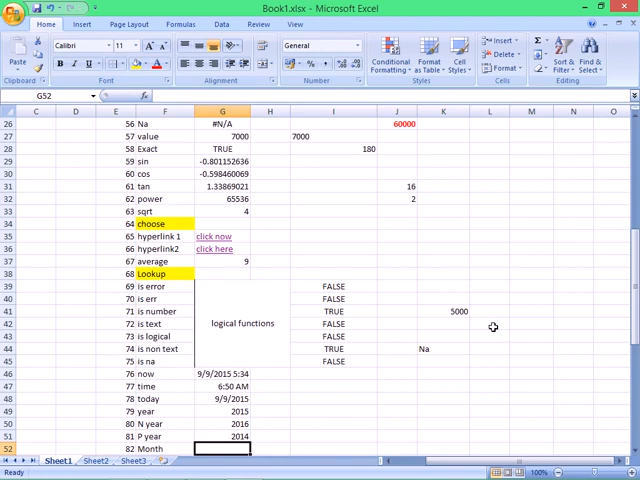 Book1.xlsx - Microsoft Excel
Home Insert Page Layout Formulas Data Review View
Paste Calibri 11 General Conditional Formatting Format as Table Cell Styles Insert Delete Format
Clipboard Font Alignment Number Styles Cells Editing
G52 fx
C D E F G H I J K L M N O
26 56 Na #N/A 60000
27 57 value 7000 7000
28 58 Exact TRUE 180
29 59 sin -0.801152636
30 60 cos -0.598460069
31 61 tan 1.33869021 16
32 62 power 65536 2
33 63 sqrt 4
34 64 choose
35 65 hyperlink 1 click now
36 66 hyperlink2 click here
37 67 average 9
38 68 Lookup
39 69 is error FALSE
40 70 is err FALSE
41 71 is number TRUE 5000
42 72 is text logical functions FALSE
43 73 is logical FALSE
44 74 is non text TRUE Na
45 75 is na FALSE
46 76 now 9/9/2015 5:34
47 77 time 6:50 AM
48 78 today 9/9/2015
49 79 year 2015
50 80 N year 2016
51 81 P year 2014
52 82 Month
Sheet1 Sheet2 Sheet3
Ready 100%